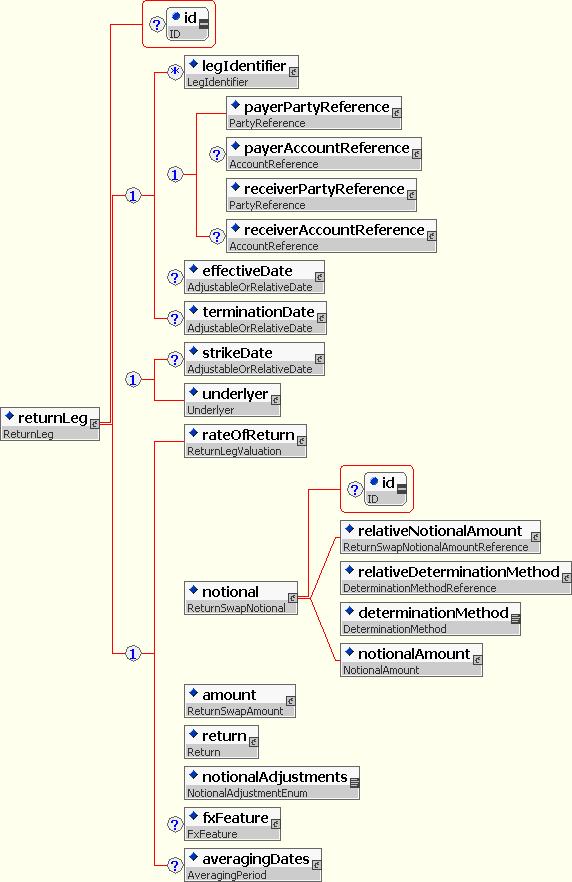 ? id
ID
* legIdentifier
LegIdentifier
payerPartyReference
PartyReference
? payerAccountReference
AccountReference
1
receiverPartyReference
PartyReference
1
? receiverAccountReference
AccountReference
? effectiveDate
AdjustableOrRelativeDate
? terminationDate
AdjustableOrRelativeDate
? strikeDate
AdjustableOrRelativeDate
1
underlyer
Underlyer
returnLeg
ReturnLeg
rateOfReturn
ReturnLegValuation
? id
ID
relativeNotionalAmount
ReturnSwapNotionalAmountReference
relativeDeterminationMethod
DeterminationMethodReference
notional
ReturnSwapNotional
determinationMethod
DeterminationMethod
1
notionalAmount
NotionalAmount
amount
ReturnSwapAmount
return
Return
notionalAdjustments
NotionalAdjustmentEnum
? fxFeature
FxFeature
? averagingDates
AveragingPeriod